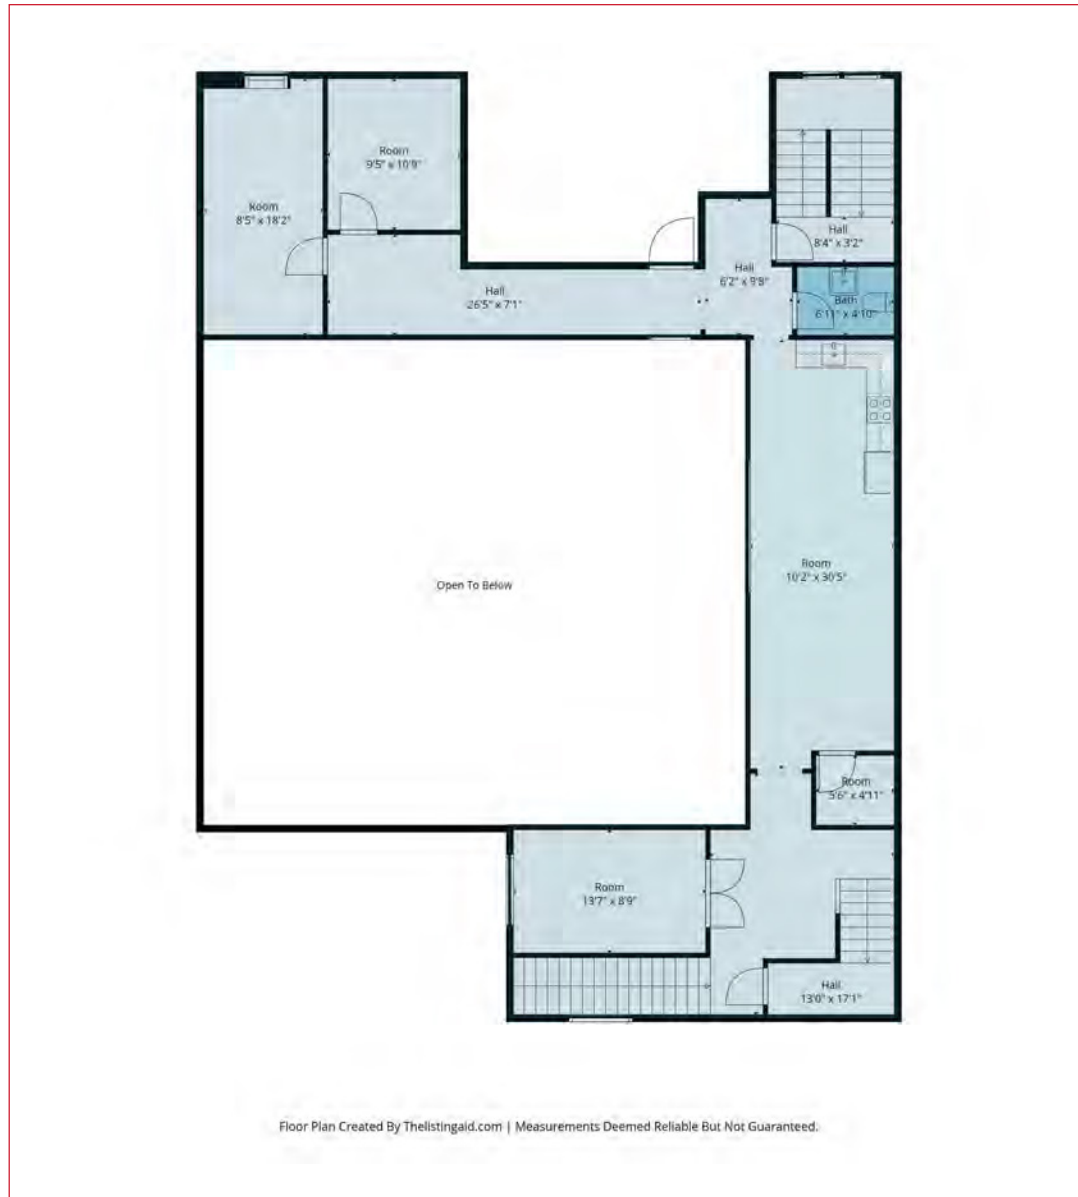 Room
9'5" x 10'9"
Room
8'5" x 18'2"
Hall
8'4" x 3'2"
Hall
6'2" x 9'8"
Hall
26'5" x 7'1"
Bath
6'11" x 4'10"
Room
10'2" x 30'5"
Open To Below
Room
5'6" x 4'11"
Room
13'7" x 8'9"
Hall
13'0" x 17'1"
Floor Plan Created By Thelistingaid.com | Measurements Deemed Reliable But Not Guaranteed.